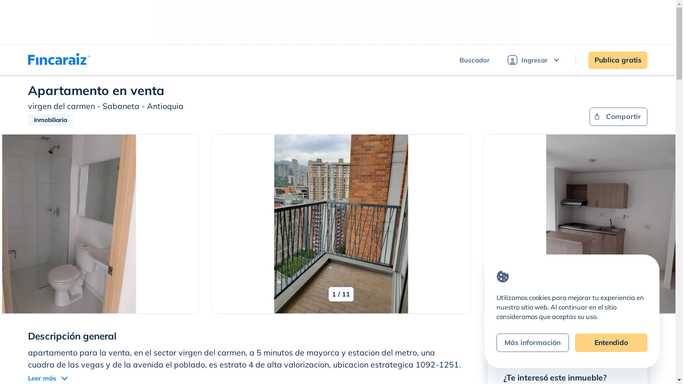 Fincaraiz
Buscador
Ingresar
Publica gratis
Apartamento en venta
virgen del carmen - Sabaneta - Antioquia
Inmobiliaria
Compartir
1 / 11
Utilizamos cookies para mejorar tu experiencia en
nuestro sitio web. Al continuar en el sitio
consideramos que aceptas su uso.
Más información
Entendido
Descripción general
apartamento para la venta, en el sector virgen del carmen, a 5 minutos de mayorca y estacion del metro, una
cuadra de las vegas y de la avenida el poblado, es estrato 4 de alta valorizacion, ubicacion estrategica 1092-1251.
Leer más
¿Te interesó este inmueble?